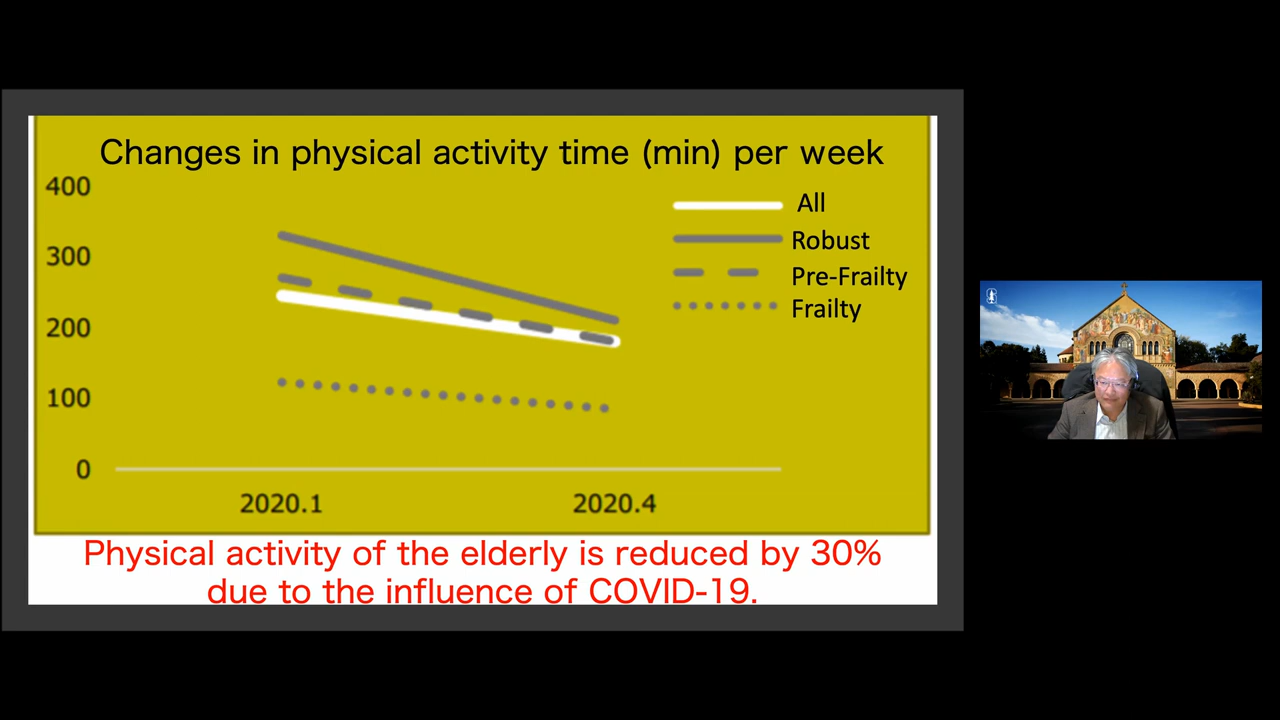 Changes in physical activity time (min) per week
400
300
200
100
0
All
Robust
Pre-Frailty
Frailty
2020.1
2020.4
Physical activity of the elderly is reduced by 30%
due to the influence of COVID-19.